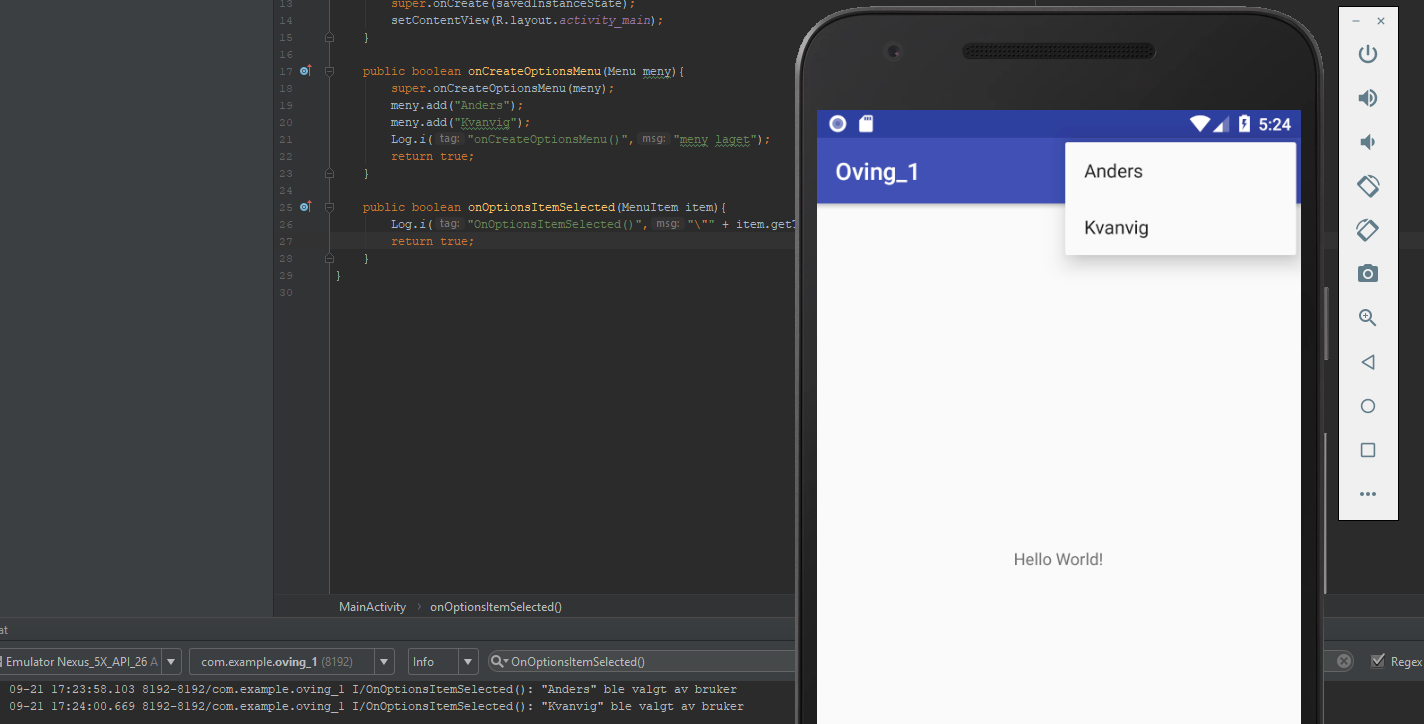 13 super.onCreate(savedInstanceState);
14 setContentView(R.layout.activity_main);
15 }
16
17 public boolean onCreateOptionsMenu(Menu meny){
18 super.onCreateOptionsMenu(meny);
19 meny.add("Anders");
20 meny.add("Kvanvig");
21 Log.i( tag: "onCreateOptionsMenu()", msg: "meny laget");
22 return true;
23 }
24
25 public boolean onOptionsItemSelected(MenuItem item){
26 Log.i( tag: "OnOptionsItemSelected()", msg: "\"" + item.getT
27 return true;
28 }
29 }
30
MainActivity › onOptionsItemSelected()
at
Emulator Nexus_5X_API_26 A
com.example.oving_1 (8192)
Info
OnOptionsItemSelected()
Regex
09-21 17:23:58.103 8192-8192/com.example.oving_1 I/OnOptionsItemSelected(): "Anders" ble valgt av bruker
09-21 17:24:00.669 8192-8192/com.example.oving_1 I/OnOptionsItemSelected(): "Kvanvig" ble valgt av bruker
5:24
Oving_1
Anders
Kvanvig
Hello World!